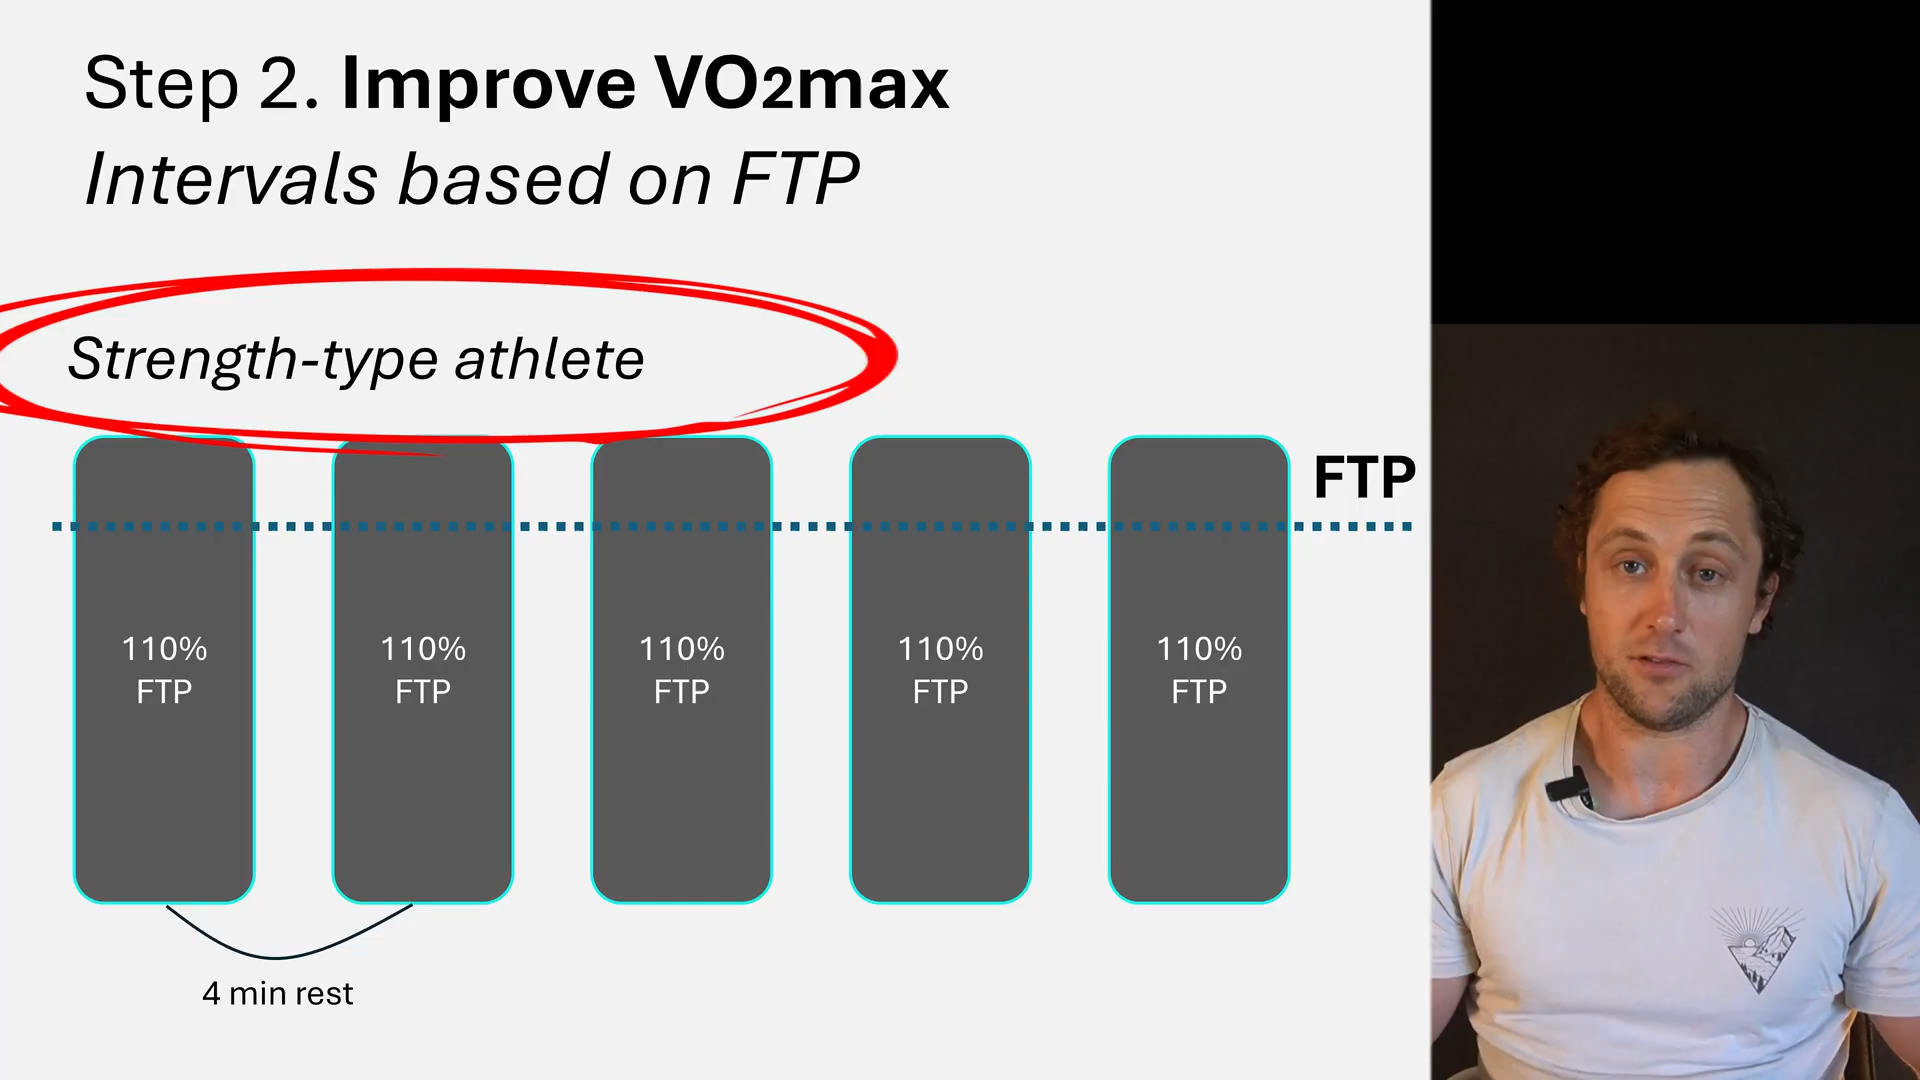 Step 2. Improve VO2max
Intervals based on FTP
Strength-type athlete
FTP
110%
FTP
110%
FTP
110%
FTP
110%
FTP
110%
FTP
4 min rest